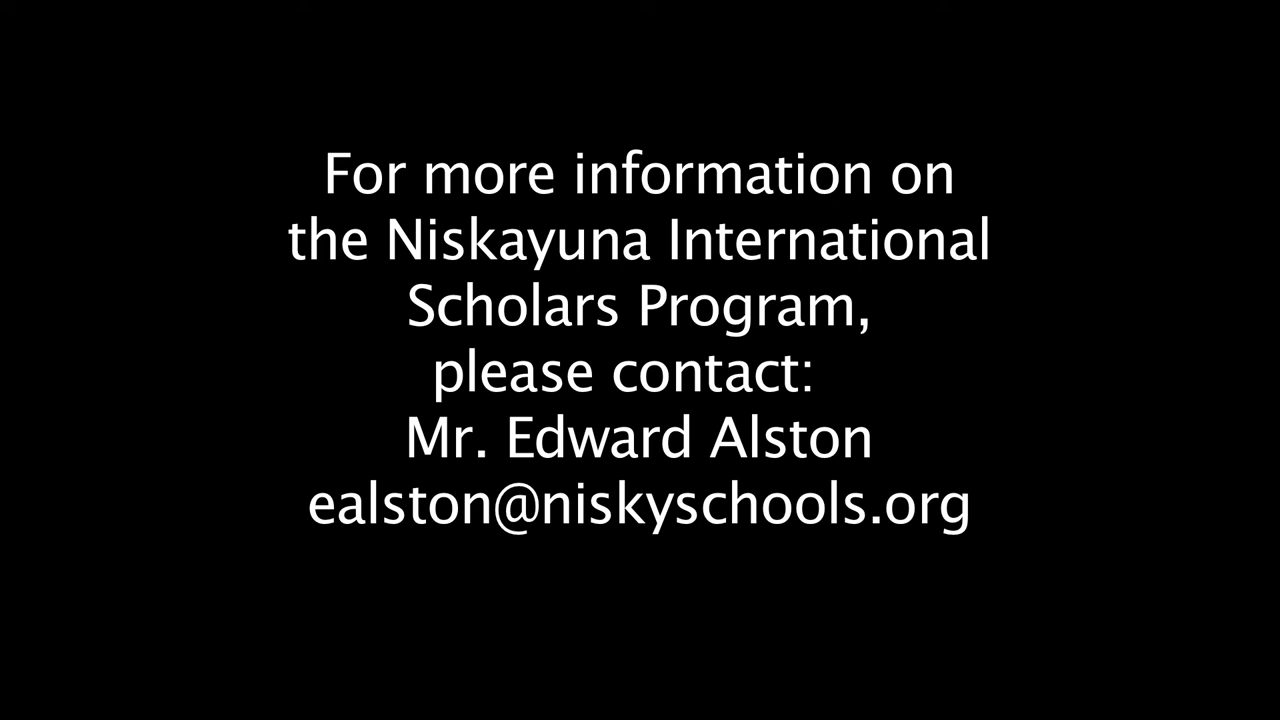 For more information on
the Niskayuna International
Scholars Program,
please contact:
Mr. Edward Alston
ealston@niskyschools.org